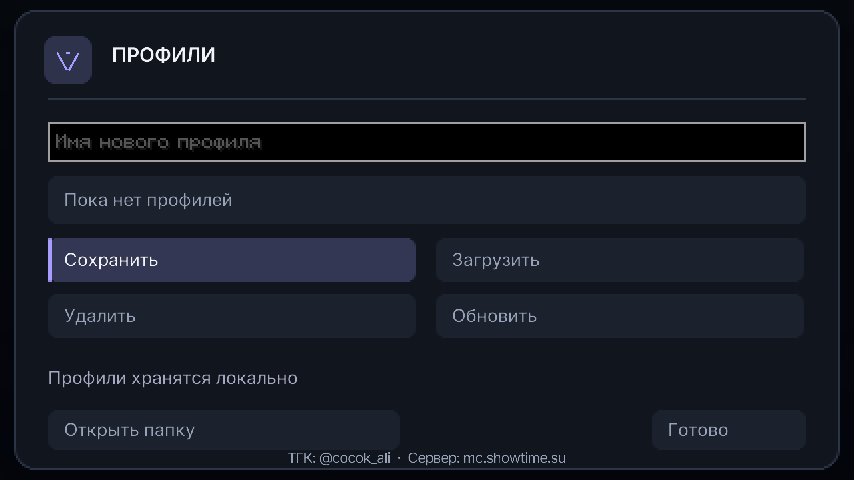 ПРОФИЛИ
Имя нового профиля
Пока нет профилей
Сохранить
Загрузить
Удалить
Обновить
Профили хранятся локально
Открыть папку
Готово
ТГК: @cocok_ali · Сервер: mc.showtime.su